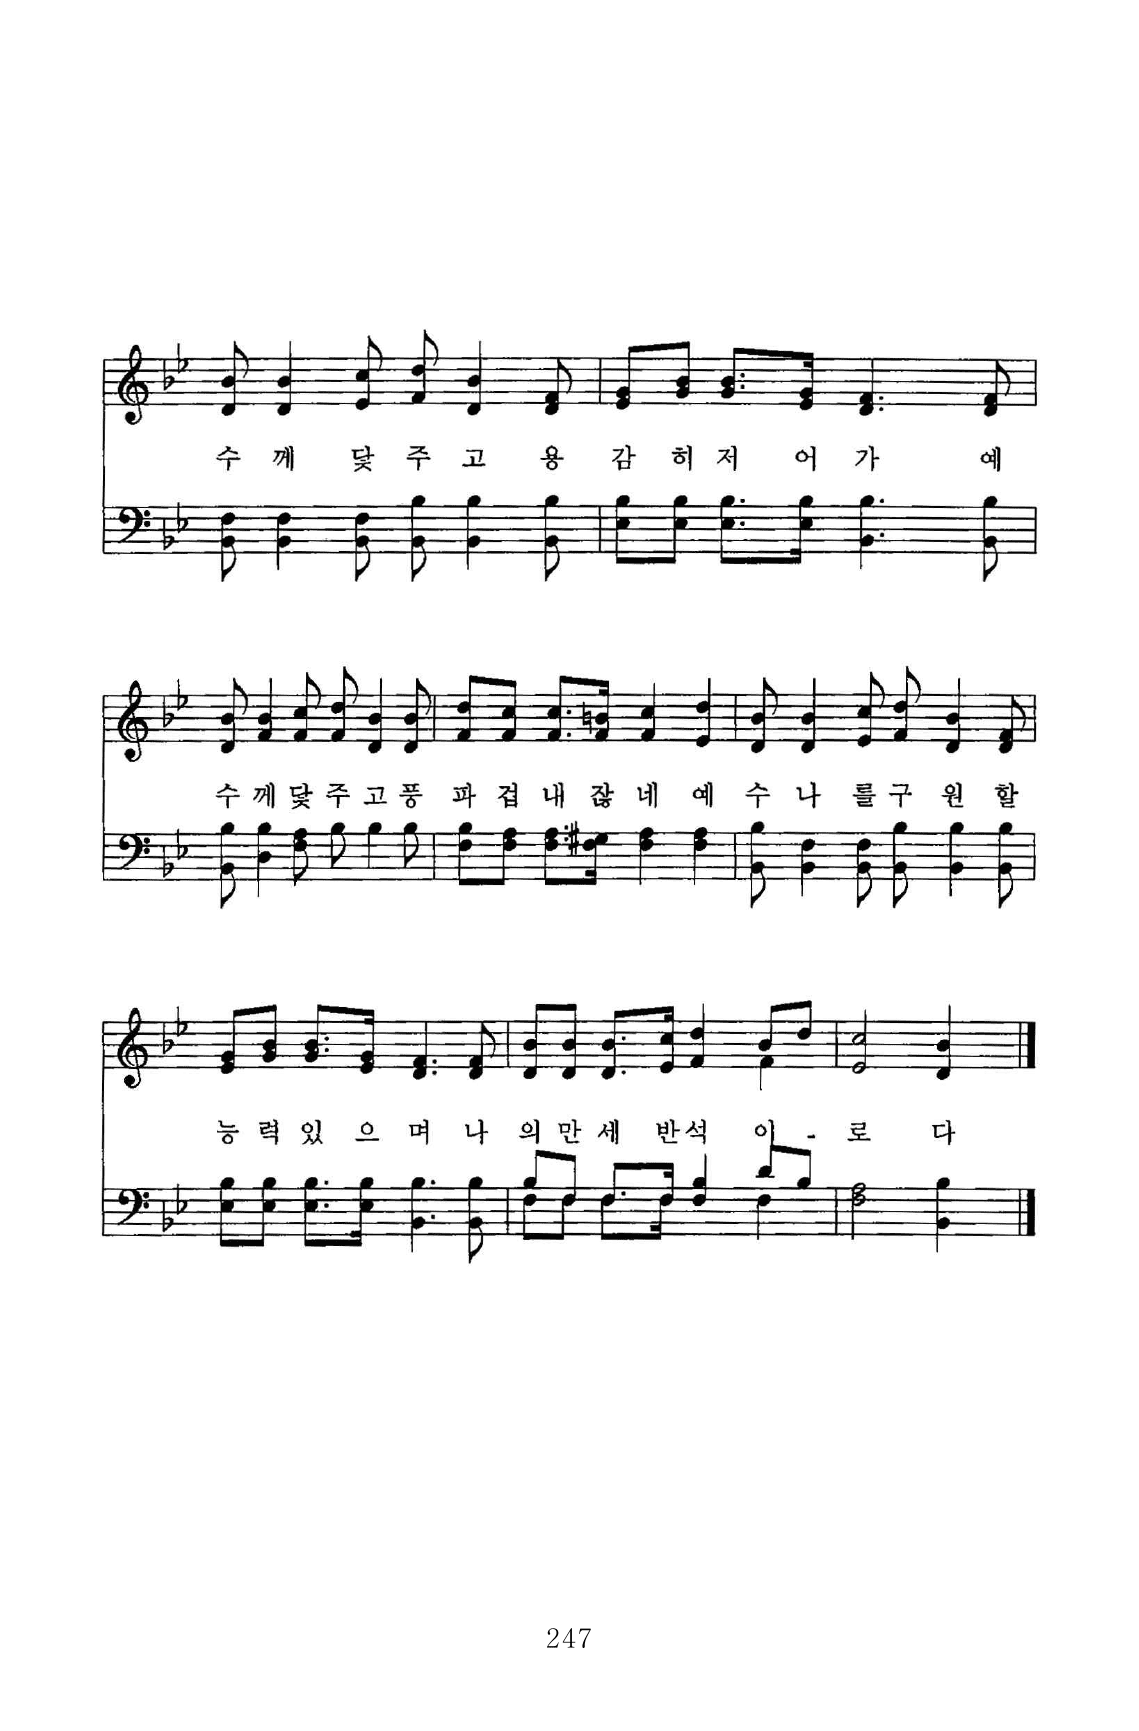 수 께 닻 주 고 용 감 히 저 어 가 예
수 께 닻 주 고 풍 파 겁 내 잖 네 예 수 나 를 구 원 할
능 력 있 으 며 나 의 만 세 반 석 이 - 로 다
247